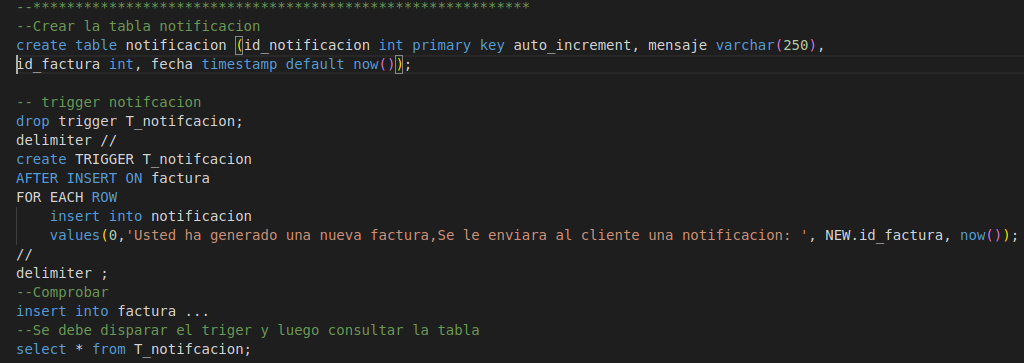 --***********************************************************
--Crear la tabla notificacion
create table notificacion (id_notificacion int primary key auto_increment, mensaje varchar(250),
id_factura int, fecha timestamp default now());
-- trigger notifcacion
drop trigger T_notifcacion;
delimiter //
create TRIGGER T_notifcacion
AFTER INSERT ON factura
FOR EACH ROW
insert into notificacion
values(0,'Usted ha generado una nueva factura,Se le enviara al cliente una notificacion: ', NEW.id_factura, now());
//
delimiter ;
--Comprobar
insert into factura ...
--Se debe disparar el triger y luego consultar la tabla
select * from T_notifcacion;